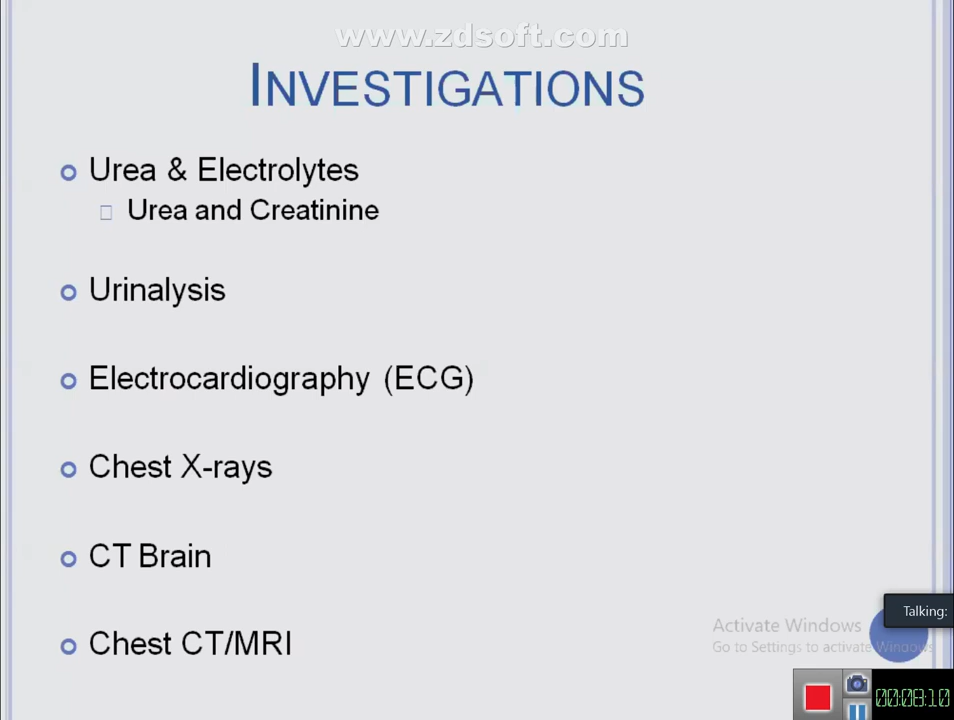 www.zdsoft.com
INVESTIGATIONS
Urea & Electrolytes
Urea and Creatinine
Urinalysis
Electrocardiography (ECG)
Chest X-rays
CT Brain
Chest CT/MRI
Talking:
Activate Windows
Go to Settings to activate Windows.
00:08:10